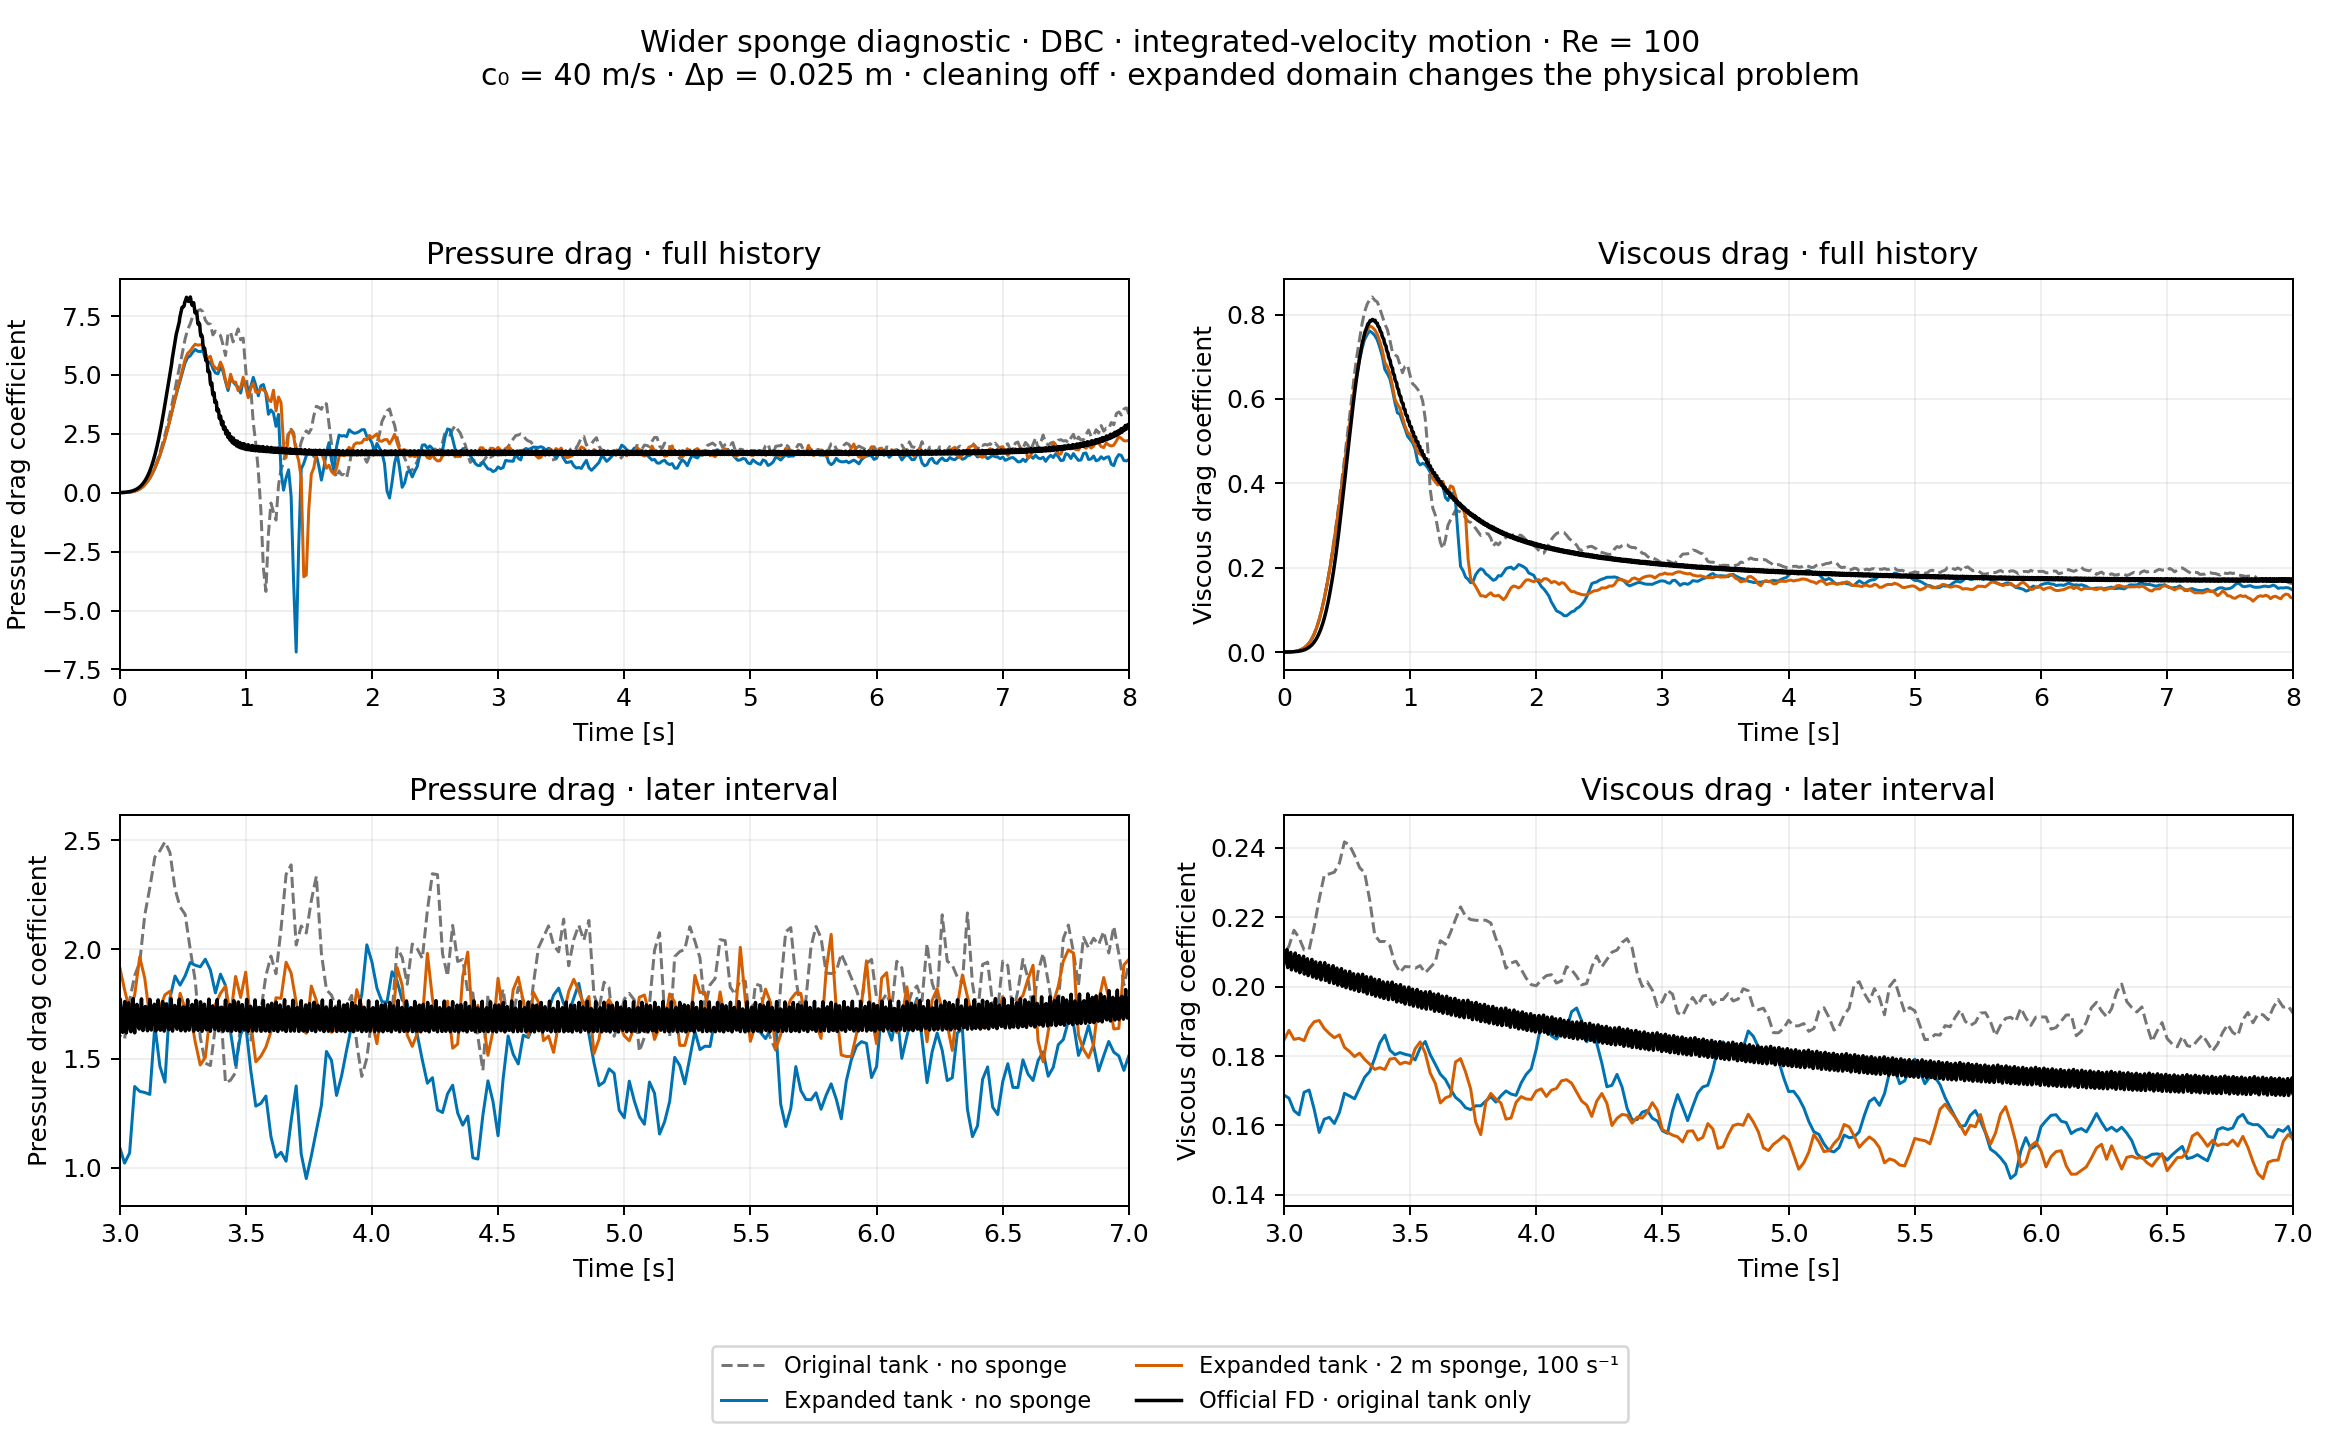 Wider sponge diagnostic · DBC · integrated-velocity motion · Re = 100
c₀ = 40 m/s · Δp = 0.025 m · cleaning off · expanded domain changes the physical problem
Pressure drag · full history
Pressure drag coefficient
7.5
5.0
2.5
0.0
−2.5
−5.0
−7.5
0 1 2 3 4 5 6 7 8
Time [s]
Viscous drag · full history
Viscous drag coefficient
0.8
0.6
0.4
0.2
0.0
0 1 2 3 4 5 6 7 8
Time [s]
Pressure drag · later interval
Pressure drag coefficient
2.5
2.0
1.5
1.0
3.0 3.5 4.0 4.5 5.0 5.5 6.0 6.5 7.0
Time [s]
Viscous drag · later interval
Viscous drag coefficient
0.24
0.22
0.20
0.18
0.16
0.14
3.0 3.5 4.0 4.5 5.0 5.5 6.0 6.5 7.0
Time [s]
Original tank · no sponge
Expanded tank · no sponge
Expanded tank · 2 m sponge, 100 s⁻¹
Official FD · original tank only